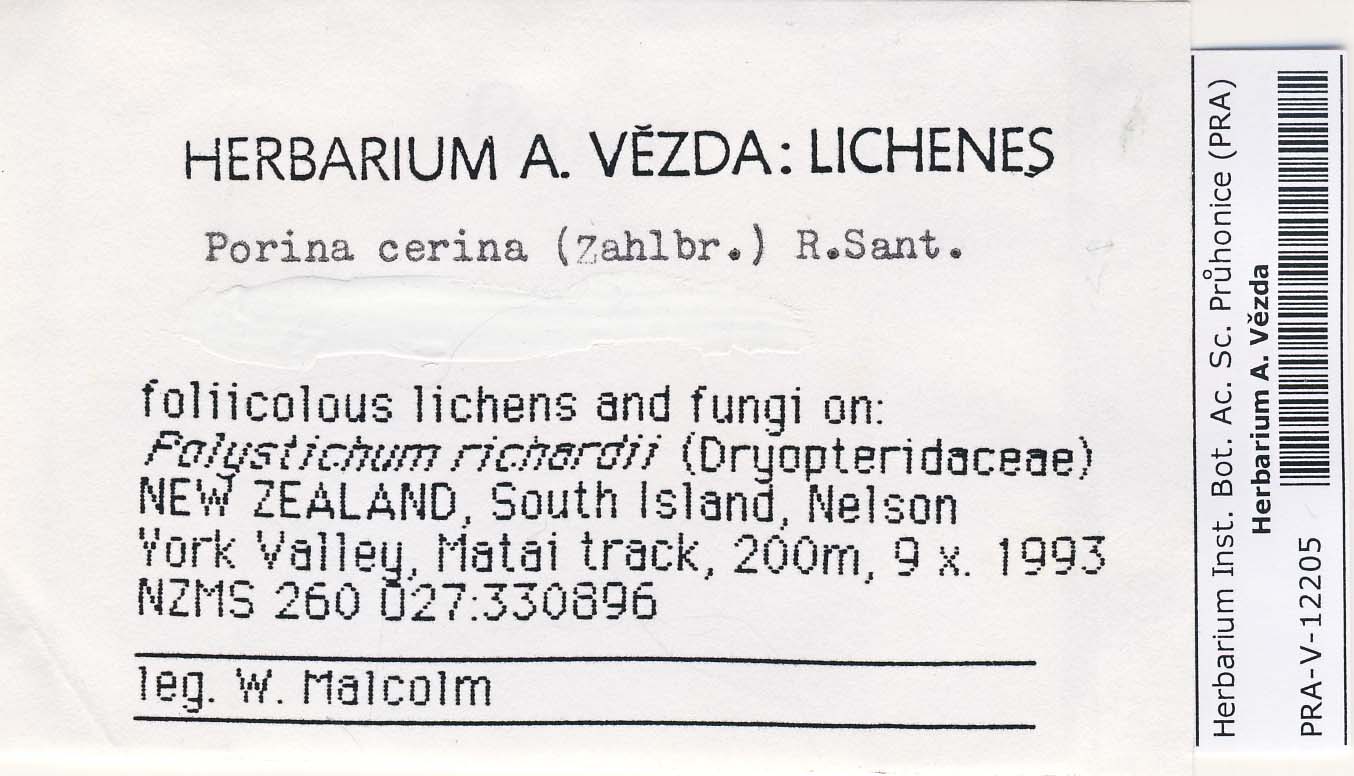 HERBARIUM A. VĚZDA: LICHENES
Porina cerina (Zahlbr.) R.Sant.
foliicolous lichens and fungi on:
Polystichum richardii (Dryopteridaceae)
NEW ZEALAND, South Island, Nelson
York Valley, Matai track, 200m, 9 x. 1993
NZMS 260 O27:330896
leg. W. Malcolm
Herbarium Inst. Bot. Ac. Sc. Průhonice (PRA)
Herbarium A. Vězda
PRA-V-12205